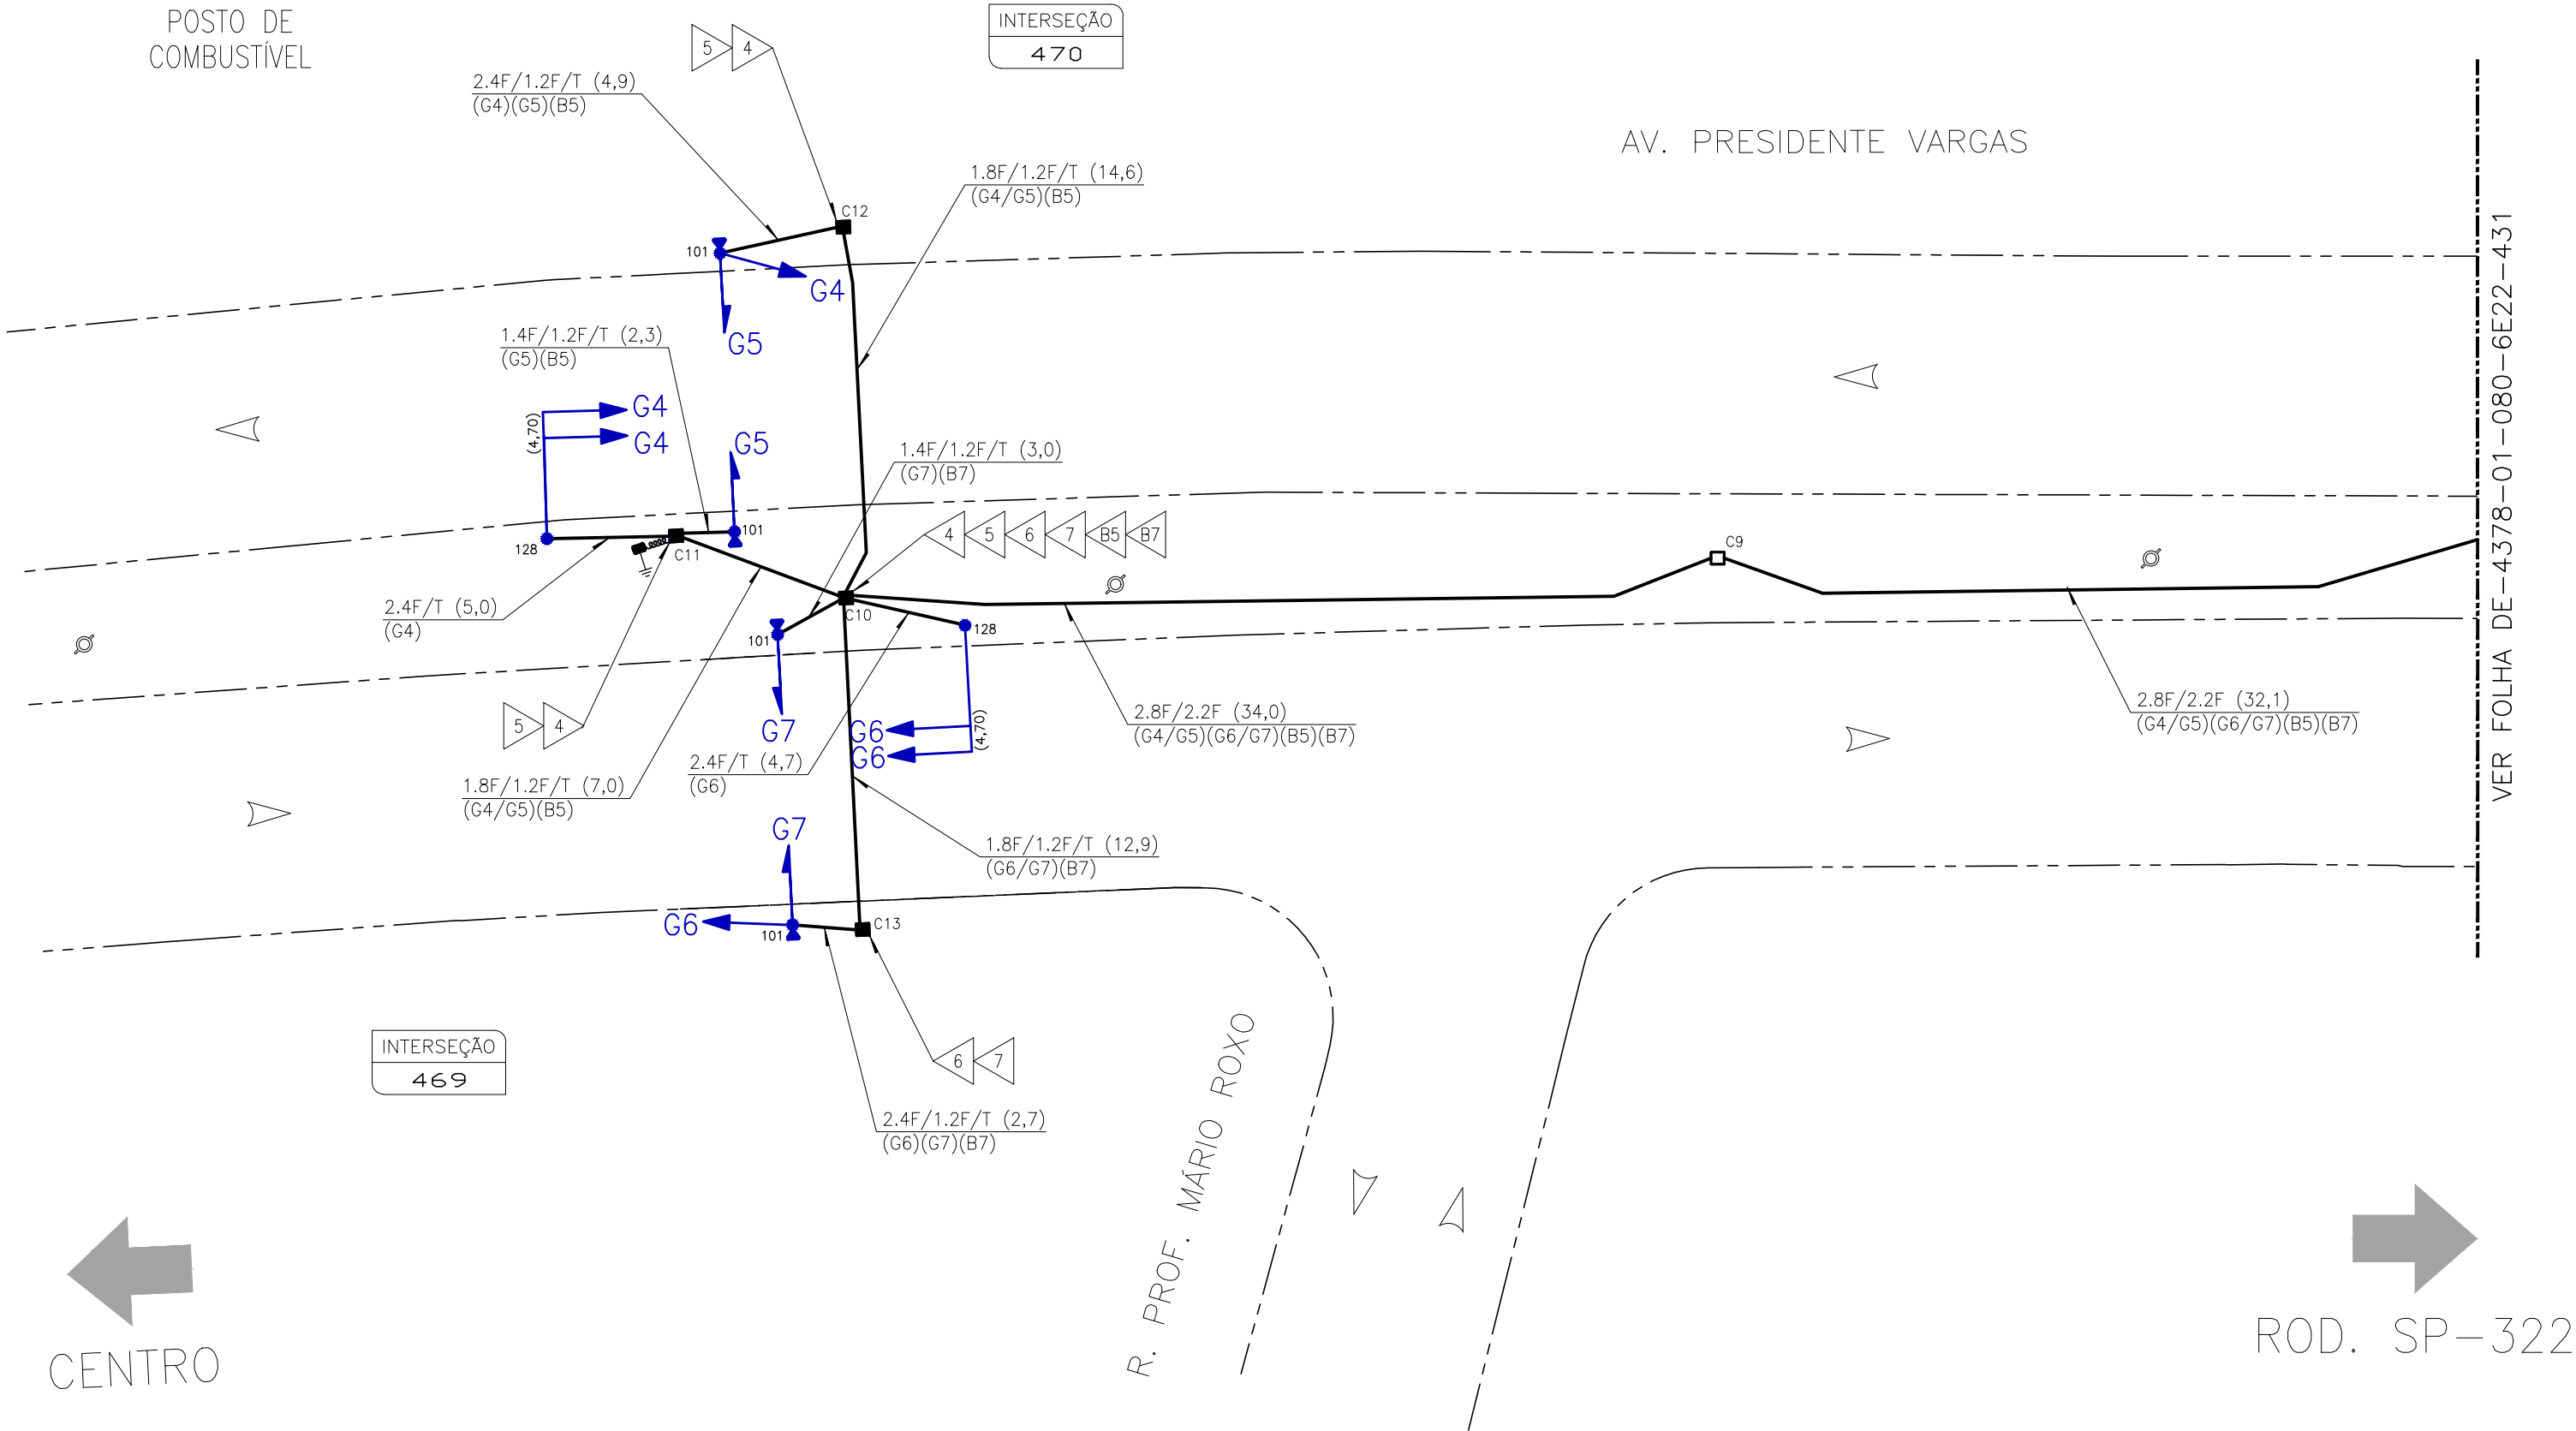 POSTO DE
COMBUSTÍVEL
INTERSEÇÃO
470
5
4
2.4F/1.2F/T (4,9)
(G4)(G5)(B5)
AV. PRESIDENTE VARGAS
1.8F/1.2F/T (14,6)
(G4/G5)(B5)
C12
101
G4
G5
1.4F/1.2F/T (2,3)
(G5)(B5)
G4
G4
(4,70)
G5
1.4F/1.2F/T (3,0)
(G7)(B7)
101
128
C11
4
5
6
7
B5
B7
C9
C10
2.4F/T (5,0)
(G4)
101
128
VER FOLHA DE-4378-01-080-6E22-431
5
4
G7
G6
G6
(4,70)
2.8F/2.2F (34,0)
(G4/G5)(G6/G7)(B5)(B7)
2.8F/2.2F (32,1)
(G4/G5)(G6/G7)(B5)(B7)
2.4F/T (4,7)
(G6)
1.8F/1.2F/T (7,0)
(G4/G5)(B5)
G7
1.8F/1.2F/T (12,9)
(G6/G7)(B7)
G6
101
C13
INTERSEÇÃO
469
6
7
2.4F/1.2F/T (2,7)
(G6)(G7)(B7)
R. PROF. MÁRIO ROXO
CENTRO
ROD. SP-322